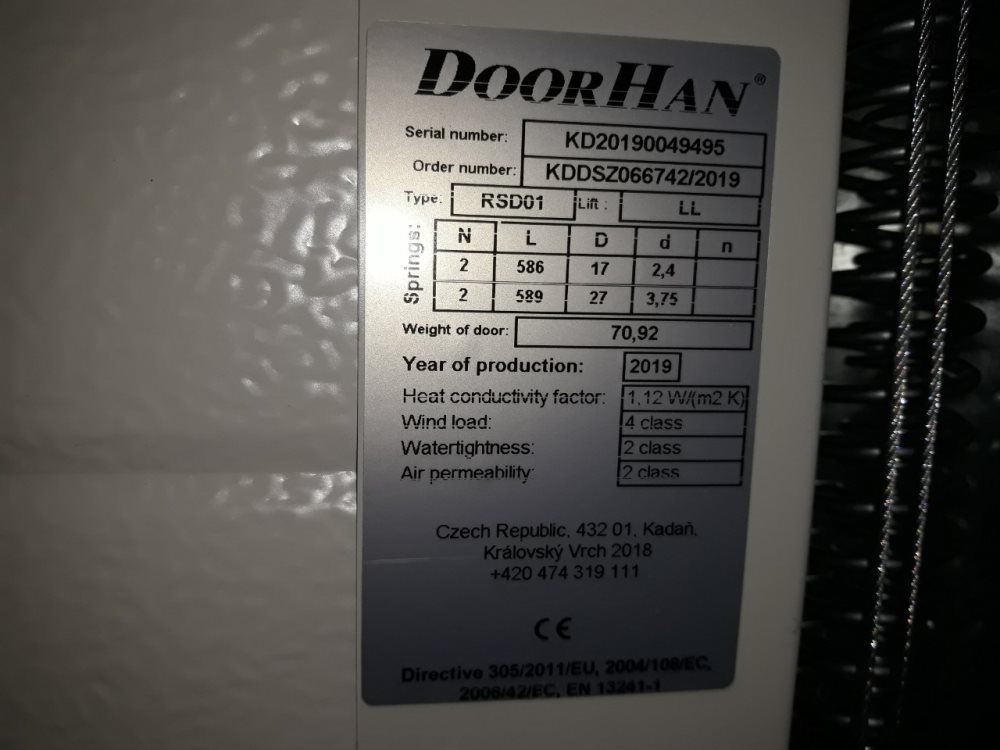 DOORHAN®
Serial number: KD20190049495
Order number: KDDSZ066742/2019
Type: RSD01 Lift : LL
Springs:
N L D d n
2 586 17 2,4
2 589 27 3,75
Weight of door: 70,92
Year of production: 2019
Heat conductivity factor: 1,12 W/(m2 K)
Wind load: 4 class
Watertightness: 2 class
Air permeability: 2 class
Czech Republic, 432 01, Kadaň,
Královský Vrch 2018
+420 474 319 111
CE
Directive 305/2011/EU, 2004/108/EC,
2006/42/EC, EN 13241-1